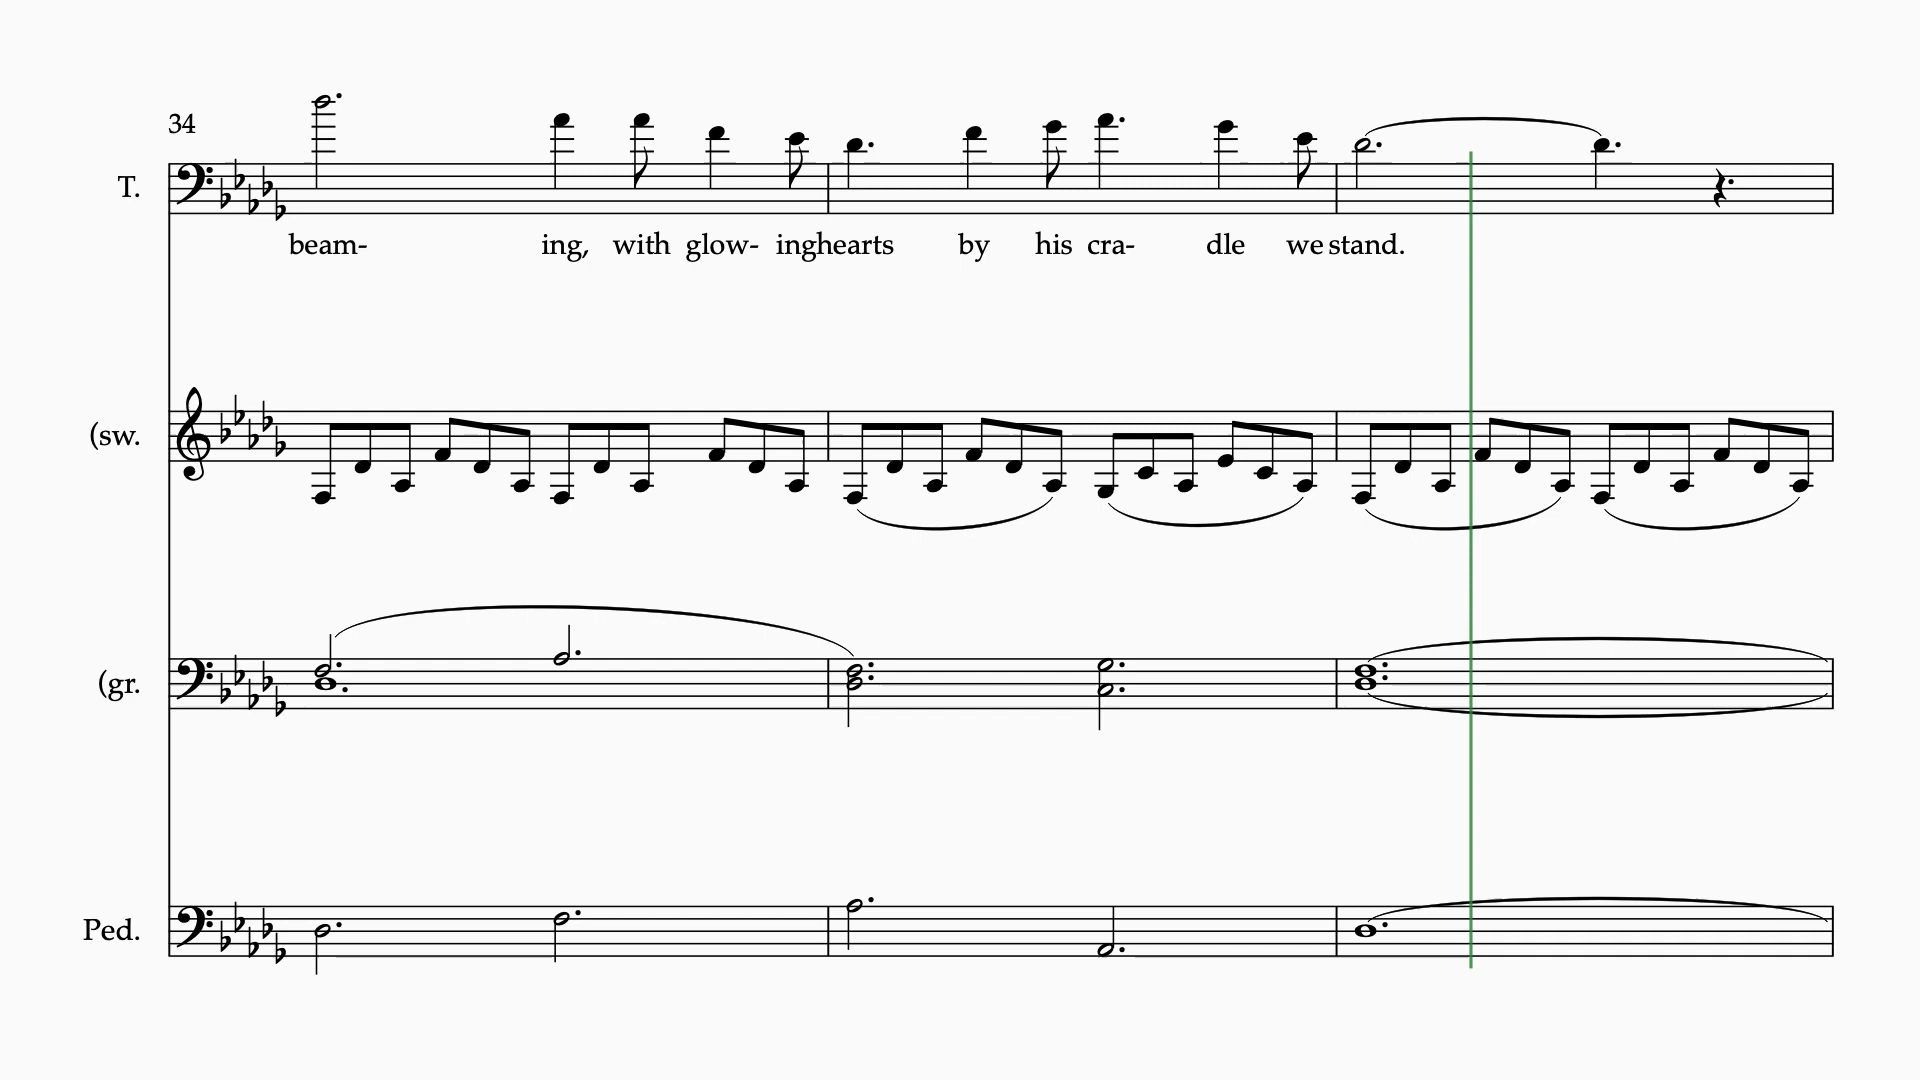 34
T.
beam- ing, with glow- inghearts by his cra- dle we stand.
(sw.
(gr.
Ped.